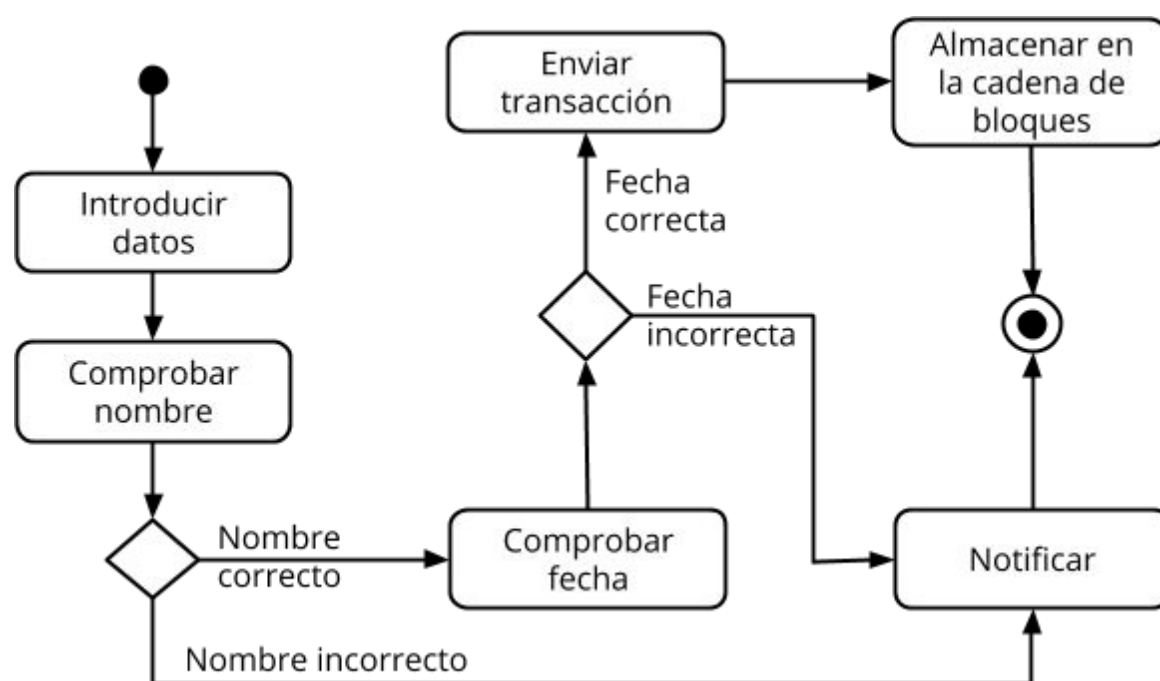 Introducir
datos
Comprobar
nombre
Nombre
correcto
Nombre incorrecto
Comprobar
fecha
Fecha
correcta
Fecha
incorrecta
Enviar
transacción
Almacenar en
la cadena de
bloques
Notificar